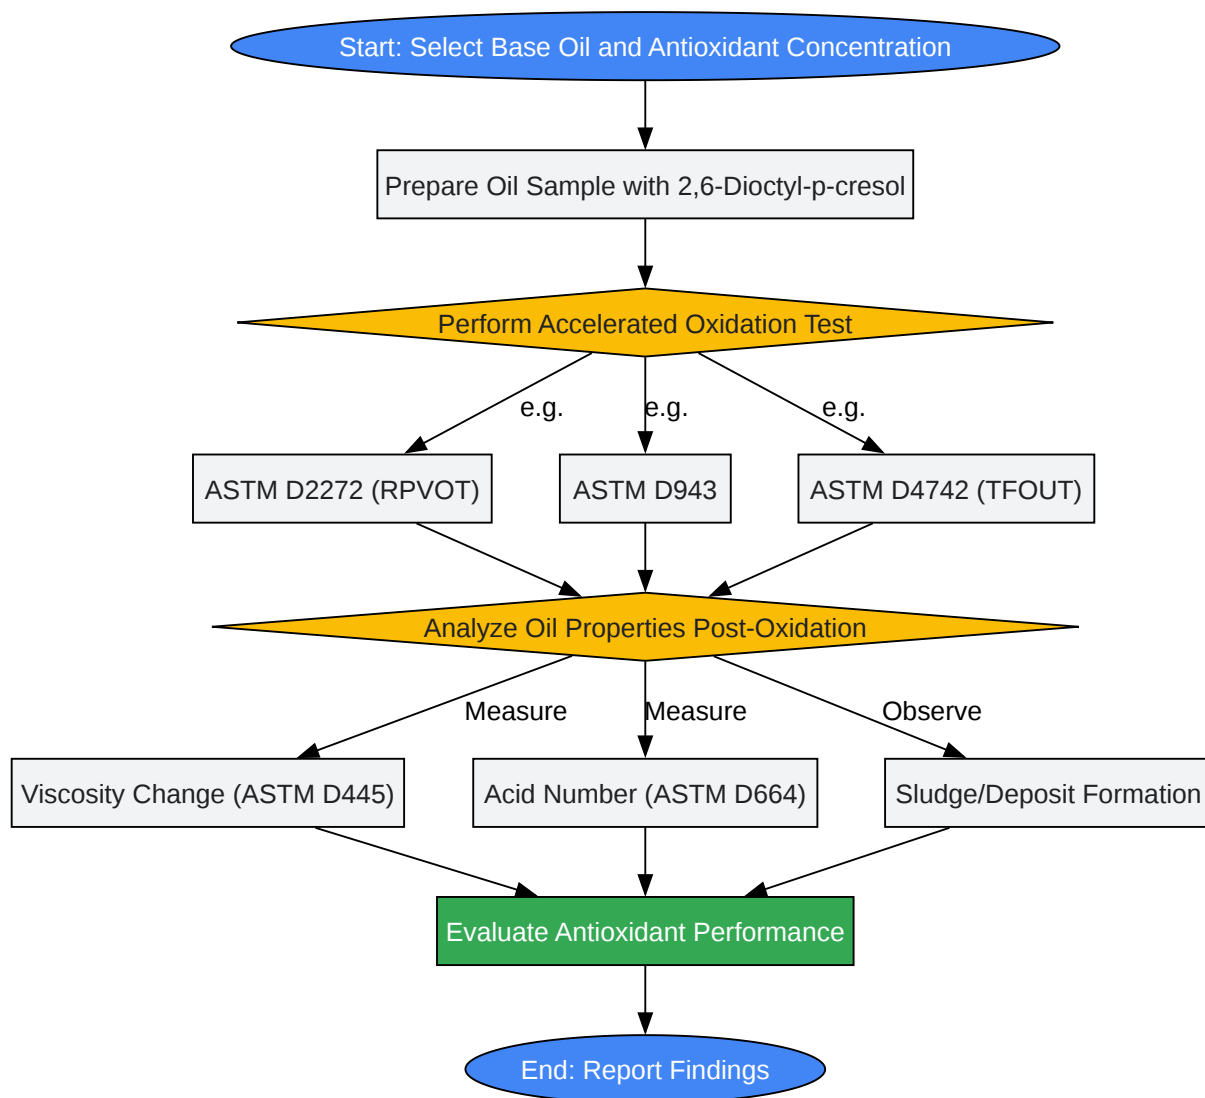 Start: Select Base Oil and Antioxidant Concentration
Prepare Oil Sample with 2,6-Dioctyl-p-cresol
Perform Accelerated Oxidation Test
e.g.
e.g.
e.g.
ASTM D2272 (RPVOT)
ASTM D943
ASTM D4742 (TFOUT)
Analyze Oil Properties Post-Oxidation
Measure
Measure
Observe
Viscosity Change (ASTM D445)
Acid Number (ASTM D664)
Sludge/Deposit Formation
Evaluate Antioxidant Performance
End: Report Findings